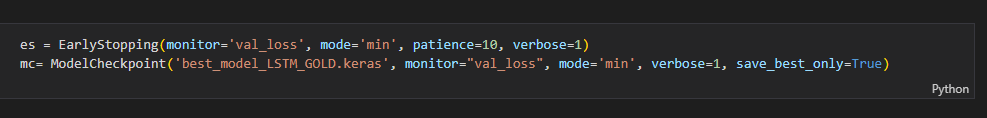 es = EarlyStopping(monitor='val_loss', mode='min', patience=10, verbose=1)
mc= ModelCheckpoint('best_model_LSTM_GOLD.keras', monitor="val_loss", mode='min', verbose=1, save_best_only=True)
Python